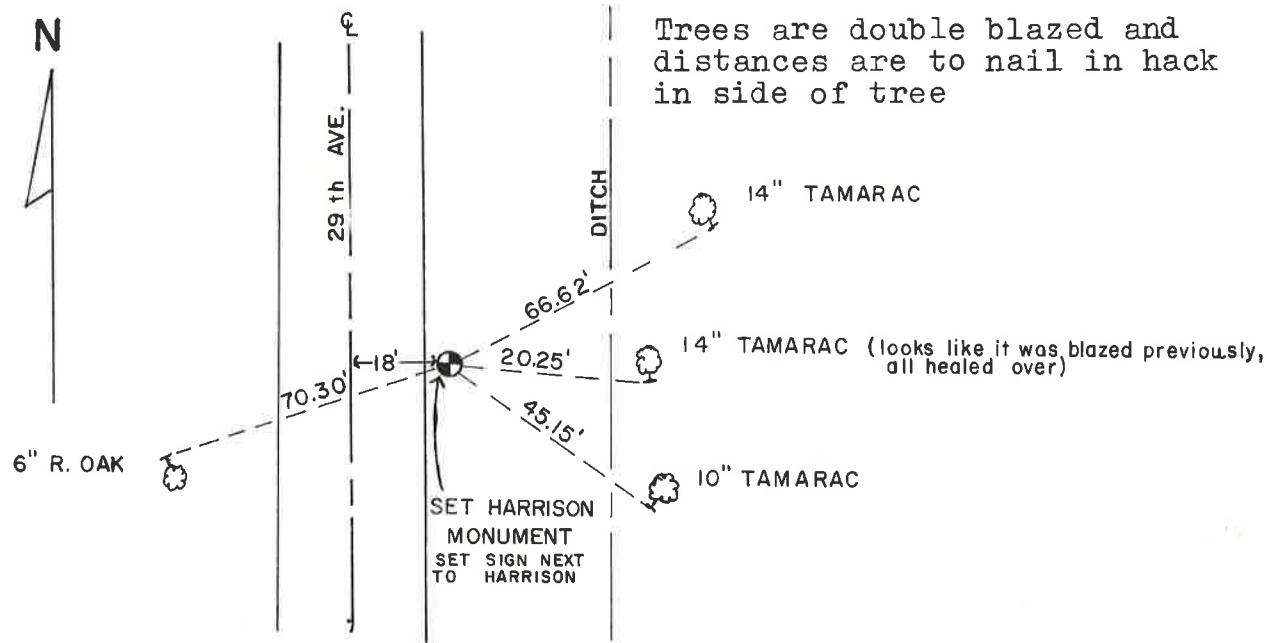 N
℄
29th AVE.
DITCH
Trees are double blazed and
distances are to nail in hack
in side of tree
14" TAMARAC
66.62'
18'
20.25'
14" TAMARAC (looks like it was blazed previously,
all healed over)
70.30'
45.15'
6" R. OAK
10" TAMARAC
SET HARRISON
MONUMENT
SET SIGN NEXT
TO HARRISON